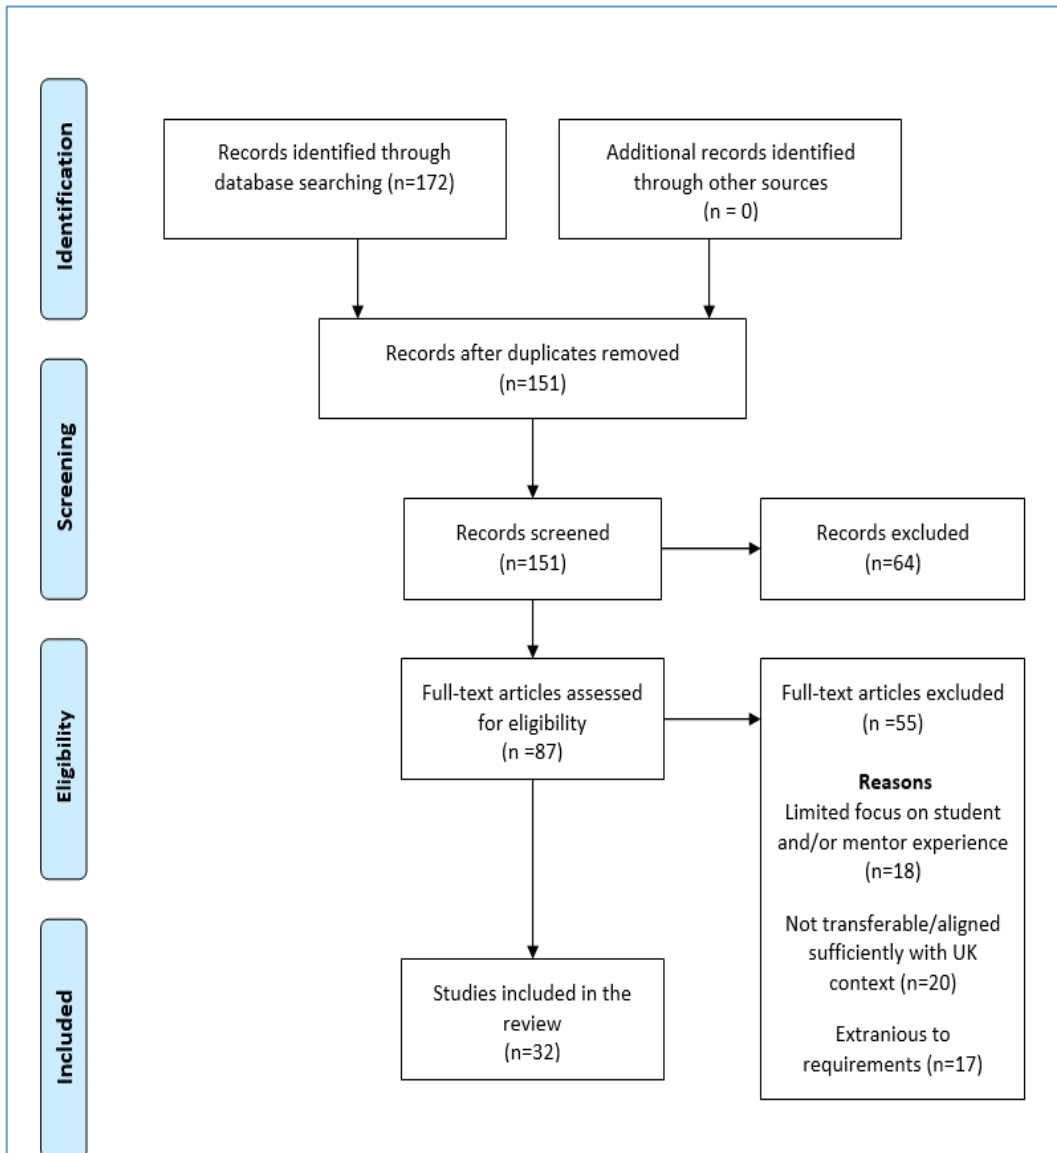 Identification
Records identified through
database searching (n=172)
Additional records identified
through other sources
(n = 0)
Records after duplicates removed
(n=151)
Screening
Records screened
(n=151)
Records excluded
(n=64)
Eligibility
Full-text articles assessed
for eligibility
(n =87)
Full-text articles excluded
(n =55)
Reasons
Limited focus on student
and/or mentor experience
(n=18)
Not transferable/aligned
sufficiently with UK
context (n=20)
Extranious to
requirements (n=17)
Included
Studies included in the
review
(n=32)